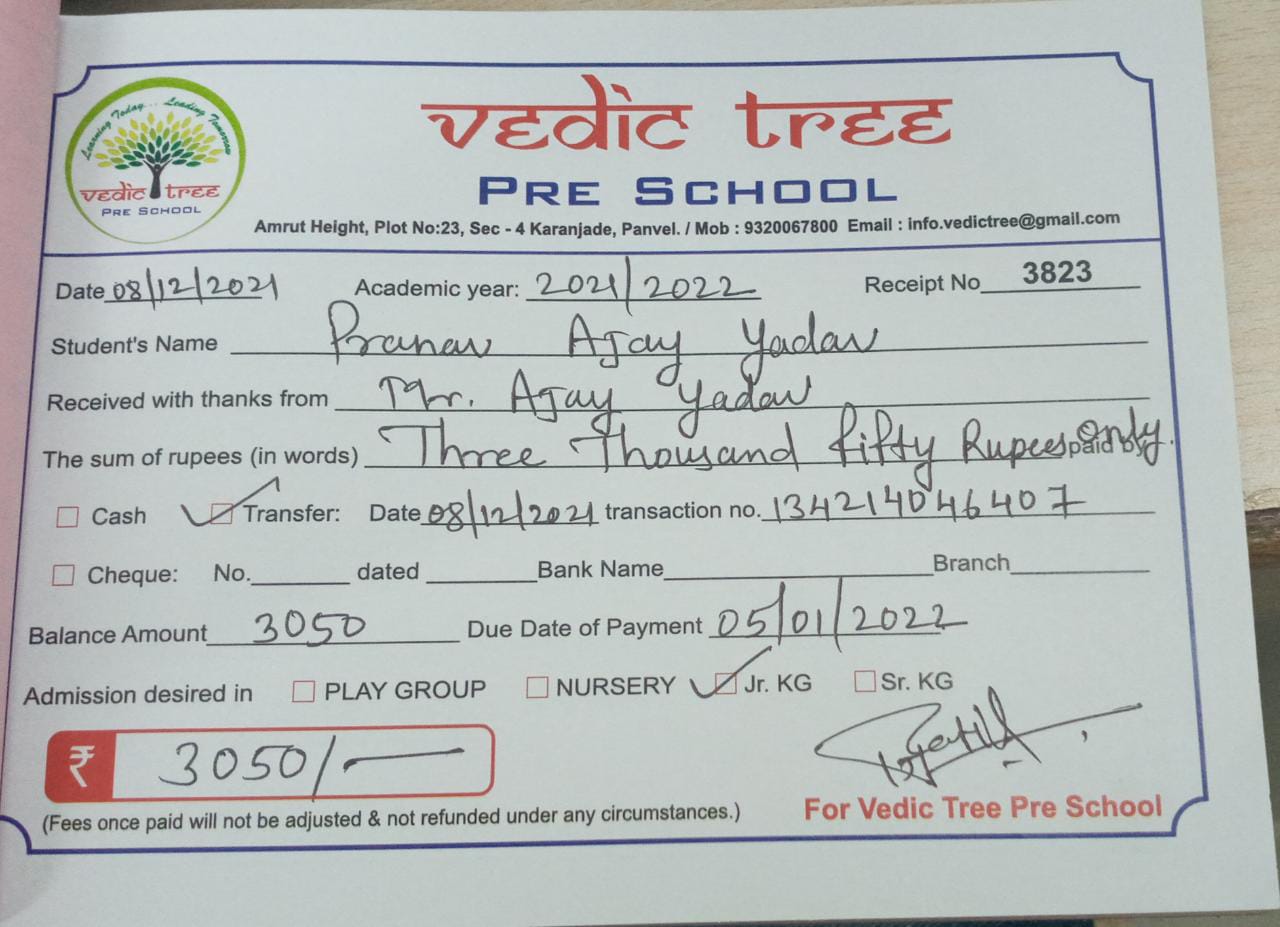 Learning Today... Leading Tomorrow
vedic tree
PRE SCHOOL
vedic tree
PRE SCHOOL
Amrut Height, Plot No:23, Sec - 4 Karanjade, Panvel. / Mob : 9320067800 Email : info.vedictree@gmail.com
Date 08/12/2021 Academic year: 2021/2022 Receipt No 3823
Student's Name Pranav Ajay Yadav
Received with thanks from Mr. Ajay Yadav
The sum of rupees (in words) Three Thousand fifty Rupees only. paid by
Cash Transfer: Date 08/12/2021 transaction no. 134214046407
Cheque: No. dated Bank Name Branch
Balance Amount 3050 Due Date of Payment 05/01/2022
Admission desired in PLAY GROUP NURSERY Jr. KG Sr. KG
₹ 3050/-
(Fees once paid will not be adjusted & not refunded under any circumstances.)
For Vedic Tree Pre School